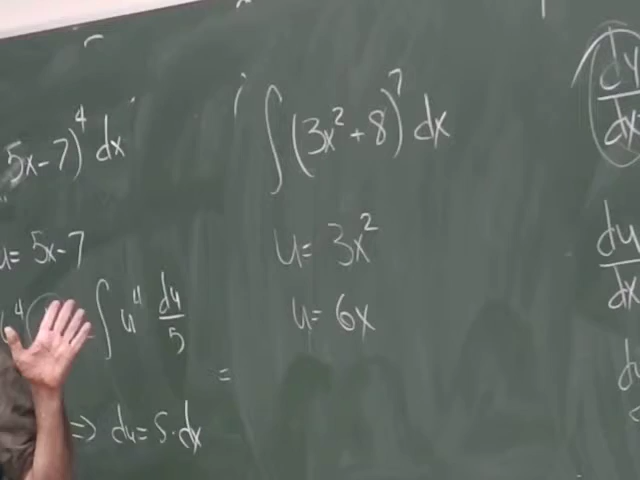 5x-7)⁴ dx
u= 5x-7
∫ u⁴ du/5
=
=> du = 5·dx
∫ (3x² + 8)⁷ dx
u= 3x²
u= 6x
dy/dx
du/dx